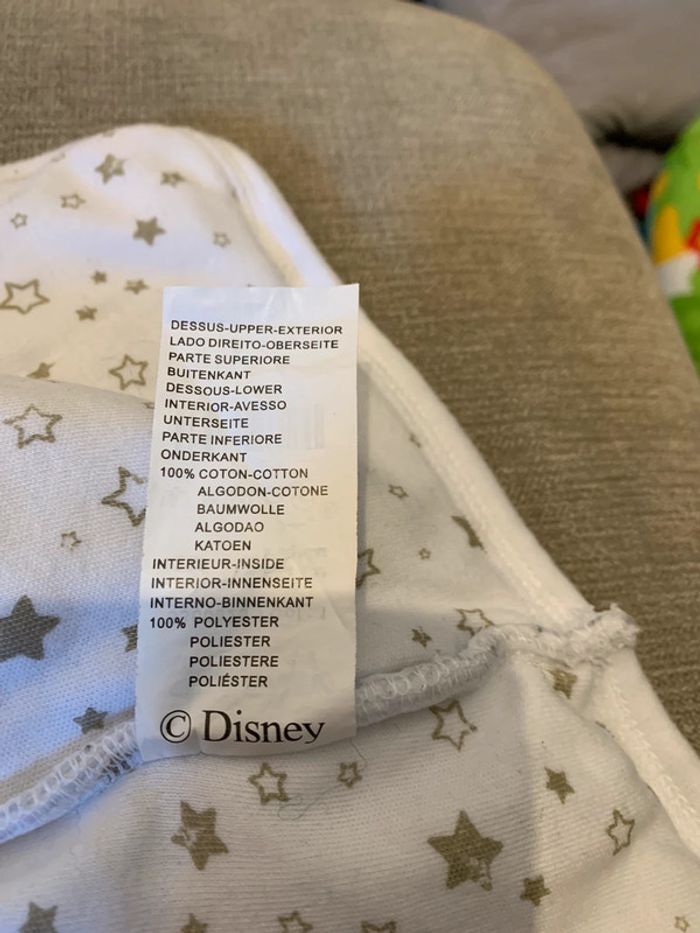 DESSUS-UPPER-EXTERIOR
LADO DIREITO-OBERSEITE
PARTE SUPERIORE
BUITENKANT
DESSOUS-LOWER
INTERIOR-AVESSO
UNTERSEITE
PARTE INFERIORE
ONDERKANT
100% COTON-COTTON
ALGODON-COTONE
BAUMWOLLE
ALGODAO
KATOEN
INTERIEUR-INSIDE
INTERIOR-INNENSEITE
INTERNO-BINNENKANT
100% POLYESTER
POLIESTER
POLIESTERE
POLIÉSTER
© Disney